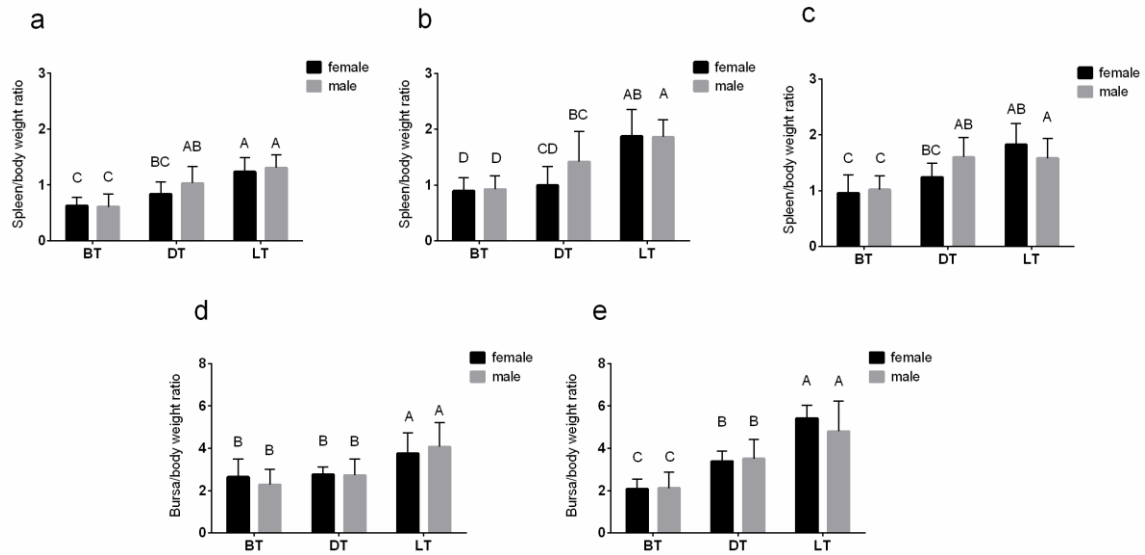 a
female
male
Spleen/body weight ratio
3
2
1
0
C C BC AB A A
BT DT LT
b
female
male
Spleen/body weight ratio
3
2
1
0
D D CD BC AB A
BT DT LT
c
female
male
Spleen/body weight ratio
3
2
1
0
C C BC AB AB A
BT DT LT
d
female
male
Bursa/body weight ratio
8
6
4
2
0
B B B B A A
BT DT LT
e
female
male
Bursa/body weight ratio
8
6
4
2
0
C C B B A A
BT DT LT